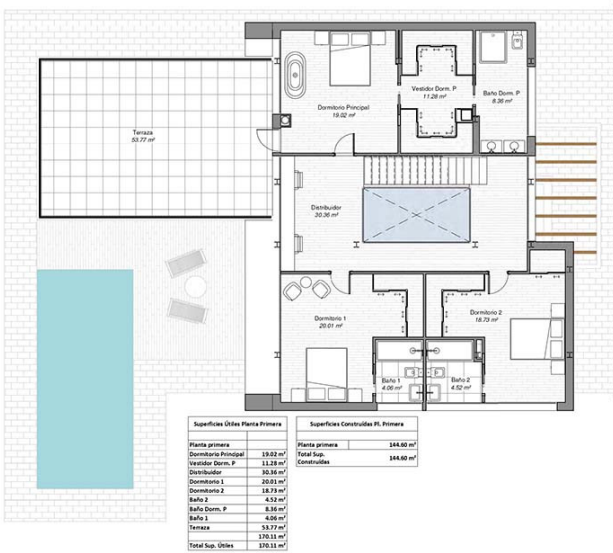 Dormitorio Principal
19.02 m²
Vestidor Dorm. P
11.28 m²
Baño Dorm. P
8.36 m²
Terraza
53.77 m²
Distribuidor
30.36 m²
Dormitorio 1
20.01 m²
Dormitorio 2
18.73 m²
Baño 1
4.06 m²
Baño 2
4.52 m²
Superficies Útiles Planta Primera
Planta primera
Dormitorio Principal 19.02 m²
Vestidor Dorm. P 11.28 m²
Distribuidor 30.36 m²
Dormitorio 1 20.01 m²
Dormitorio 2 18.73 m²
Baño 2 4.52 m²
Baño Dorm. P 8.36 m²
Baño 1 4.06 m²
Terraza 53.77 m²
170.11 m²
Total Sup. Útiles 170.11 m²
Superficies Construídas Pl. Primera
Planta primera 144.60 m²
Total Sup.
Construídas 144.60 m²